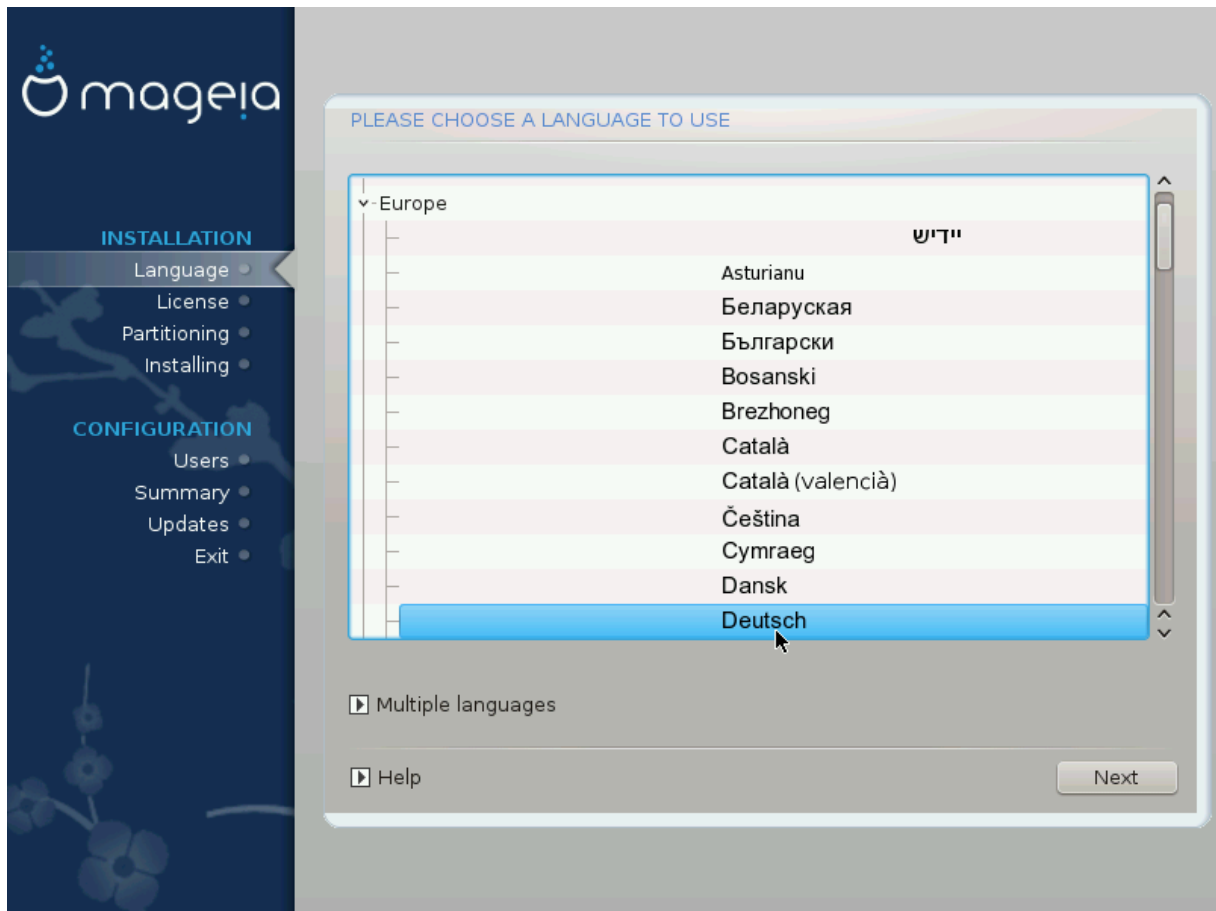 mageia
INSTALLATION
Language
License
Partitioning
Installing
CONFIGURATION
Users
Summary
Updates
Exit
PLEASE CHOOSE A LANGUAGE TO USE
Europe
ייִדיש
Asturianu
Беларуская
Български
Bosanski
Brezhoneg
Català
Català (valencià)
Čeština
Cymraeg
Dansk
Deutsch
Multiple languages
Help
Next